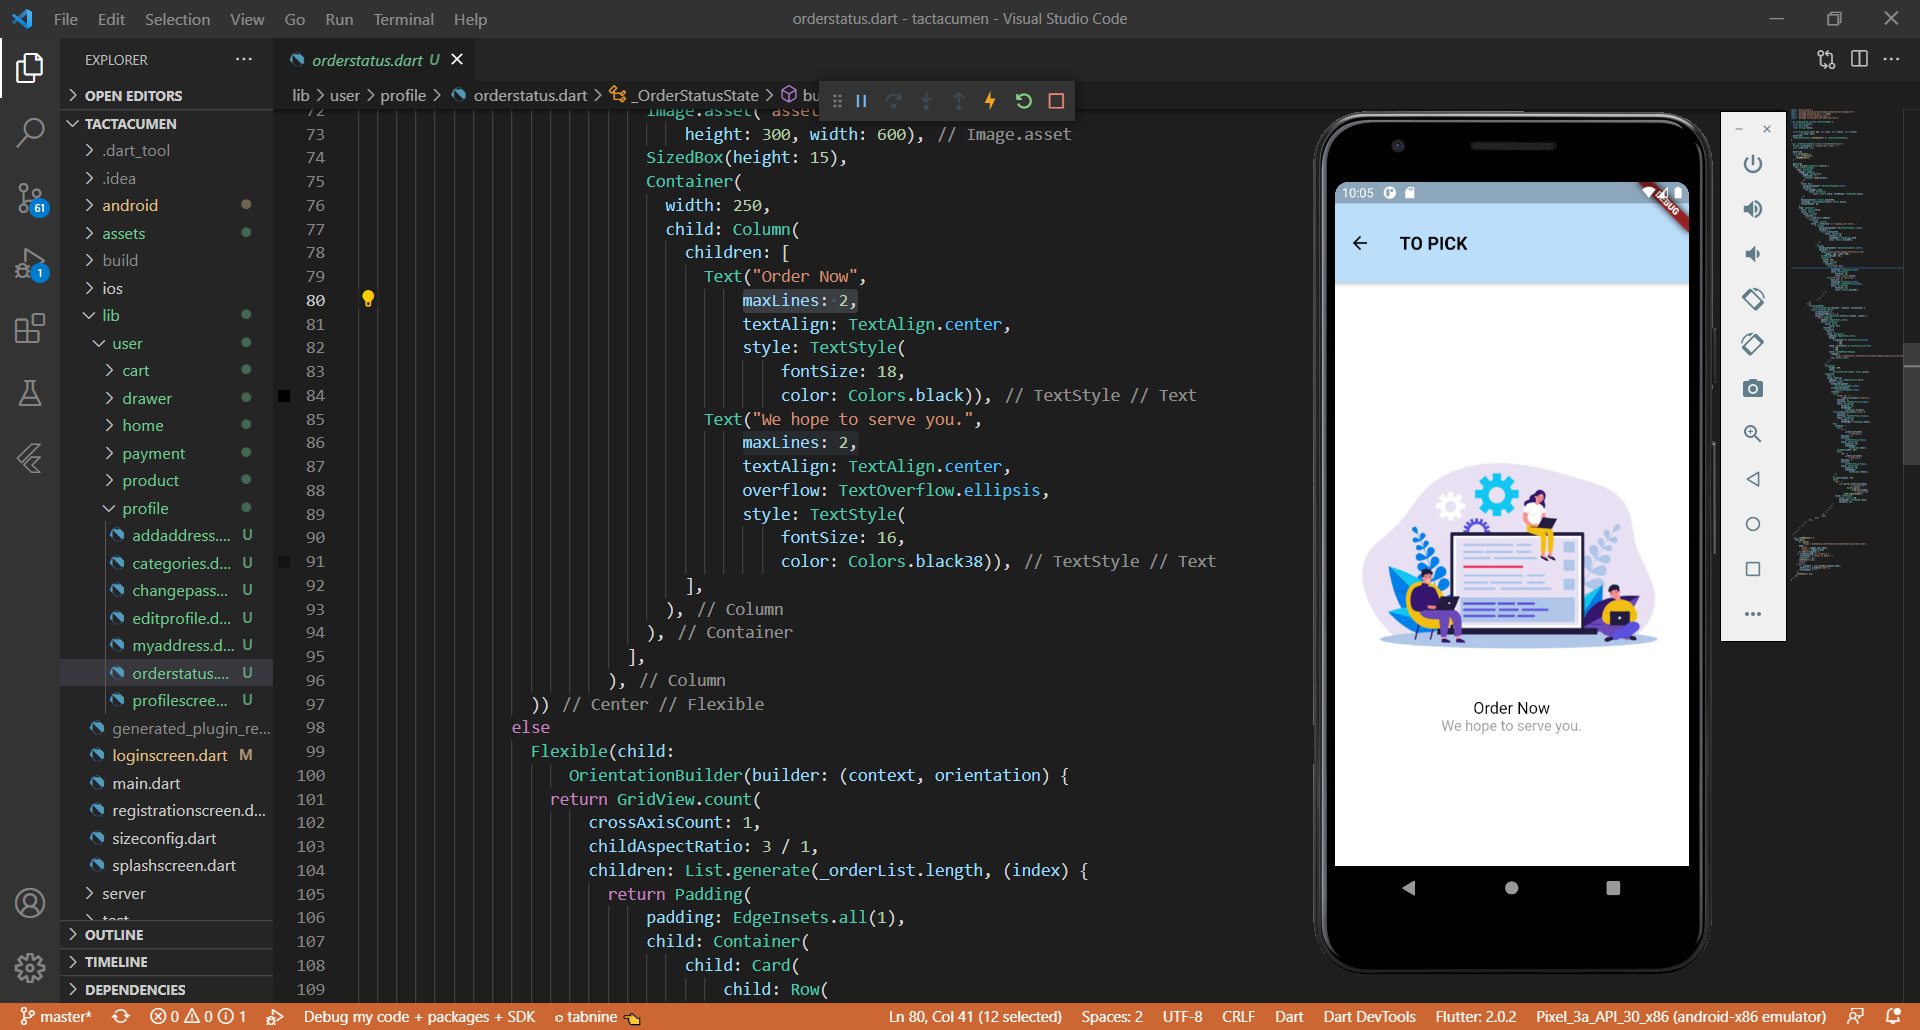 File Edit Selection View Go Run Terminal Help
orderstatus.dart - tactacumen - Visual Studio Code
EXPLORER
orderstatus.dart U
OPEN EDITORS
lib > user > profile > orderstatus.dart > _OrderStatusState > bu
TACTACUMEN
.dart_tool
.idea
android
assets
build
ios
lib
user
cart
drawer
home
payment
product
profile
addaddress.... U
categories.d... U
changepass... U
editprofile.d... U
myaddress.d... U
orderstatus.... U
profilescree... U
generated_plugin_re...
loginscreen.dart M
main.dart
registrationscreen.d...
sizeconfig.dart
splashscreen.dart
server
test
OUTLINE
TIMELINE
DEPENDENCIES
61
1
72 image.asset( asset
73 height: 300, width: 600), // Image.asset
74 SizedBox(height: 15),
75 Container(
76 width: 250,
77 child: Column(
78 children: [
79 Text("Order Now",
80 maxLines: 2,
81 textAlign: TextAlign.center,
82 style: TextStyle(
83 fontSize: 18,
84 color: Colors.black)), // TextStyle // Text
85 Text("We hope to serve you.",
86 maxLines: 2,
87 textAlign: TextAlign.center,
88 overflow: TextOverflow.ellipsis,
89 style: TextStyle(
90 fontSize: 16,
91 color: Colors.black38)), // TextStyle // Text
92 ],
93 ), // Column
94 ), // Container
95 ],
96 ), // Column
97 )) // Center // Flexible
98 else
99 Flexible(child:
100 OrientationBuilder(builder: (context, orientation) {
101 return GridView.count(
102 crossAxisCount: 1,
103 childAspectRatio: 3 / 1,
104 children: List.generate(_orderList.length, (index) {
105 return Padding(
106 padding: EdgeInsets.all(1),
107 child: Container(
108 child: Card(
109 child: Row(
10:05
DEBUG
TO PICK
Order Now
We hope to serve you.
master* 0 0 1 Debug my code + packages + SDK tabnine Ln 80, Col 41 (12 selected) Spaces: 2 UTF-8 CRLF Dart Dart DevTools Flutter: 2.0.2 Pixel_3a_API_30_x86 (android-x86 emulator)